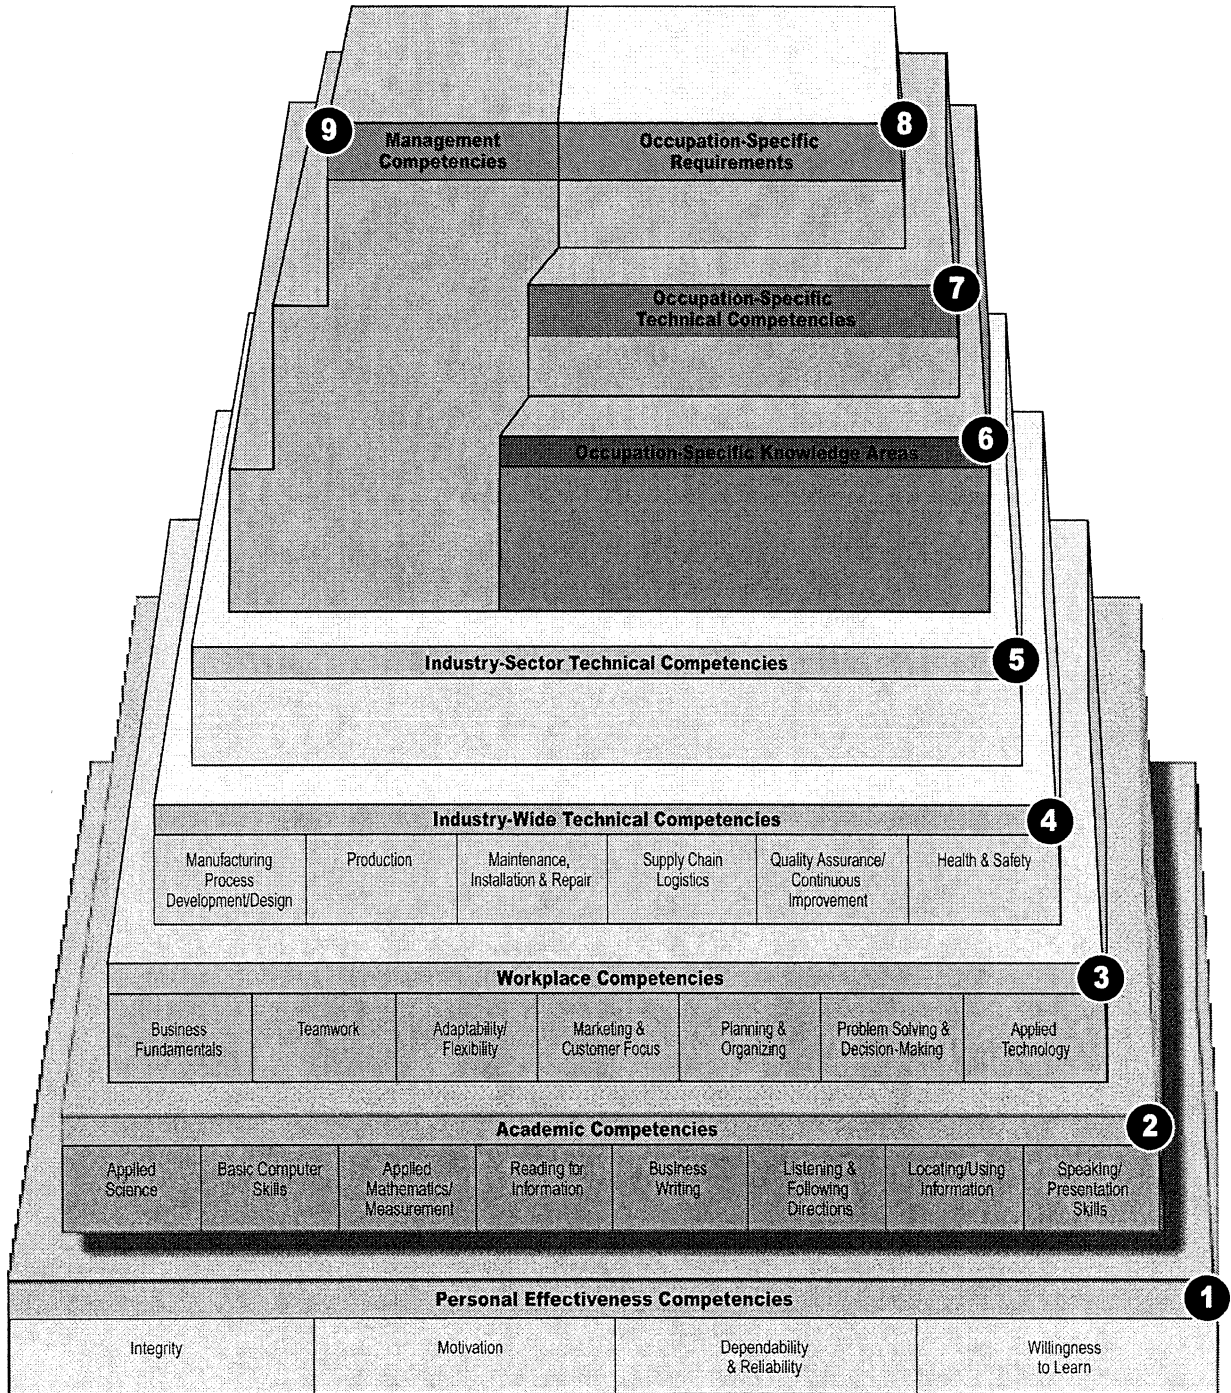 9
Management
Competencies
Occupation-Specific
Requirements
8
Occupation-Specific
Technical Competencies
7
Occupation-Specific Knowledge Areas
6
Industry-Sector Technical Competencies
5
Industry-Wide Technical Competencies
4
Manufacturing
Process
Development/Design
Production
Maintenance,
Installation & Repair
Supply Chain
Logistics
Quality Assurance/
Continuous
Improvement
Health & Safety
Workplace Competencies
3
Business
Fundamentals
Teamwork
Adaptability/
Flexibility
Marketing &
Customer Focus
Planning &
Organizing
Problem Solving &
Decision-Making
Applied
Technology
Academic Competencies
2
Applied
Science
Basic Computer
Skills
Applied
Mathematics/
Measurement
Reading for
Information
Business
Writing
Listening &
Following
Directions
Locating/Using
Information
Speaking/
Presentation
Skills
Personal Effectiveness Competencies
1
Integrity
Motivation
Dependability
& Reliability
Willingness
to Learn